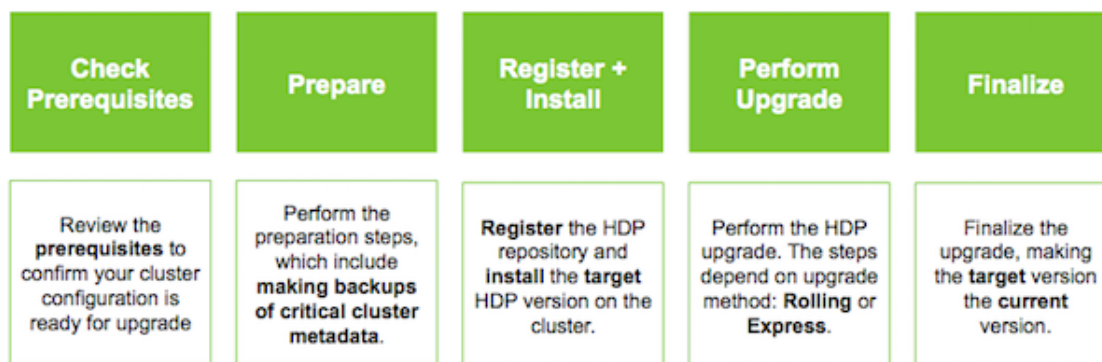 Check
Prerequisites
Prepare
Register +
Install
Perform
Upgrade
Finalize
Review the
prerequisites to
confirm your cluster
configuration is
ready for upgrade
Perform the
preparation steps,
which include
making backups
of critical cluster
metadata.
Register the HDP
repository and
install the target
HDP version on the
cluster.
Perform the HDP
upgrade. The steps
depend on upgrade
method: Rolling or
Express.
Finalize the
upgrade, making
the target version
the current
version.